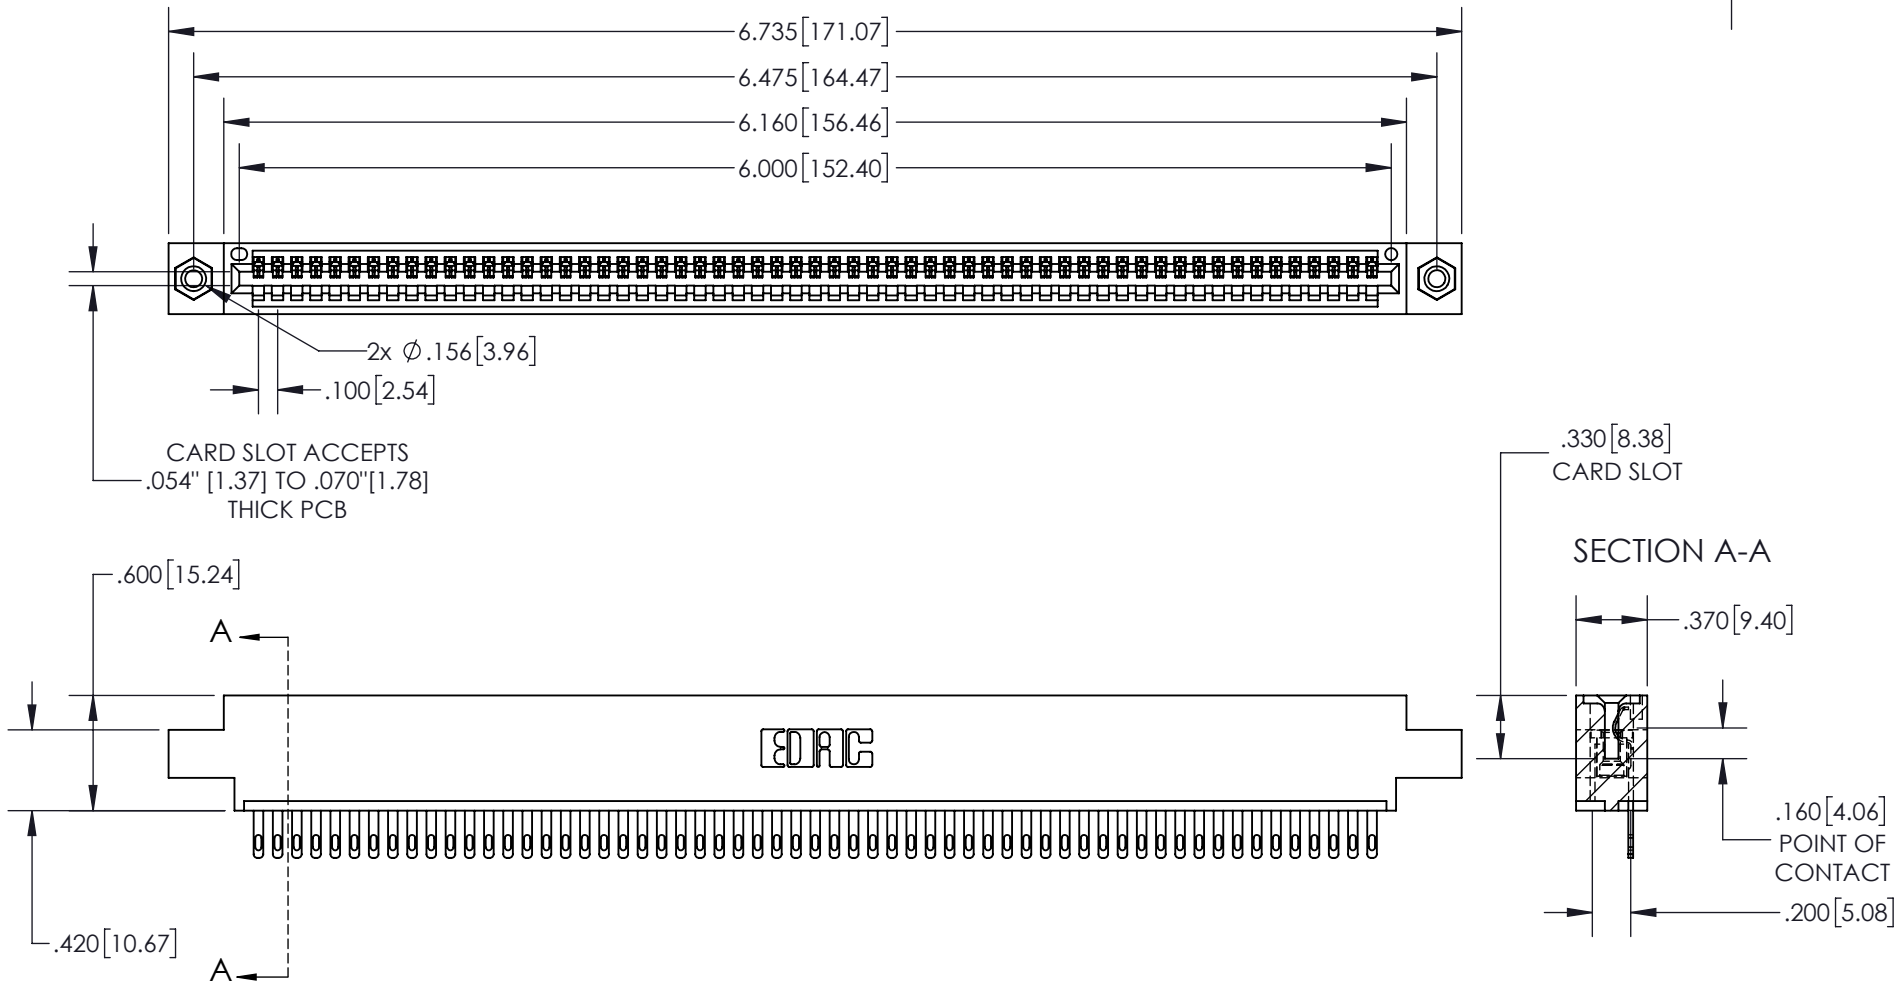 6.735[171.07]
6.475[164.47]
6.160[156.46]
6.000[152.40]
2x Ø.156[3.96]
.100[2.54]
CARD SLOT ACCEPTS
.054" [1.37] TO .070"[1.78]
THICK PCB
.330[8.38]
CARD SLOT
SECTION A-A
.600[15.24]
.370[9.40]
A
EDAC
.160[4.06]
POINT OF
CONTACT
.200[5.08]
.420[10.67]
A